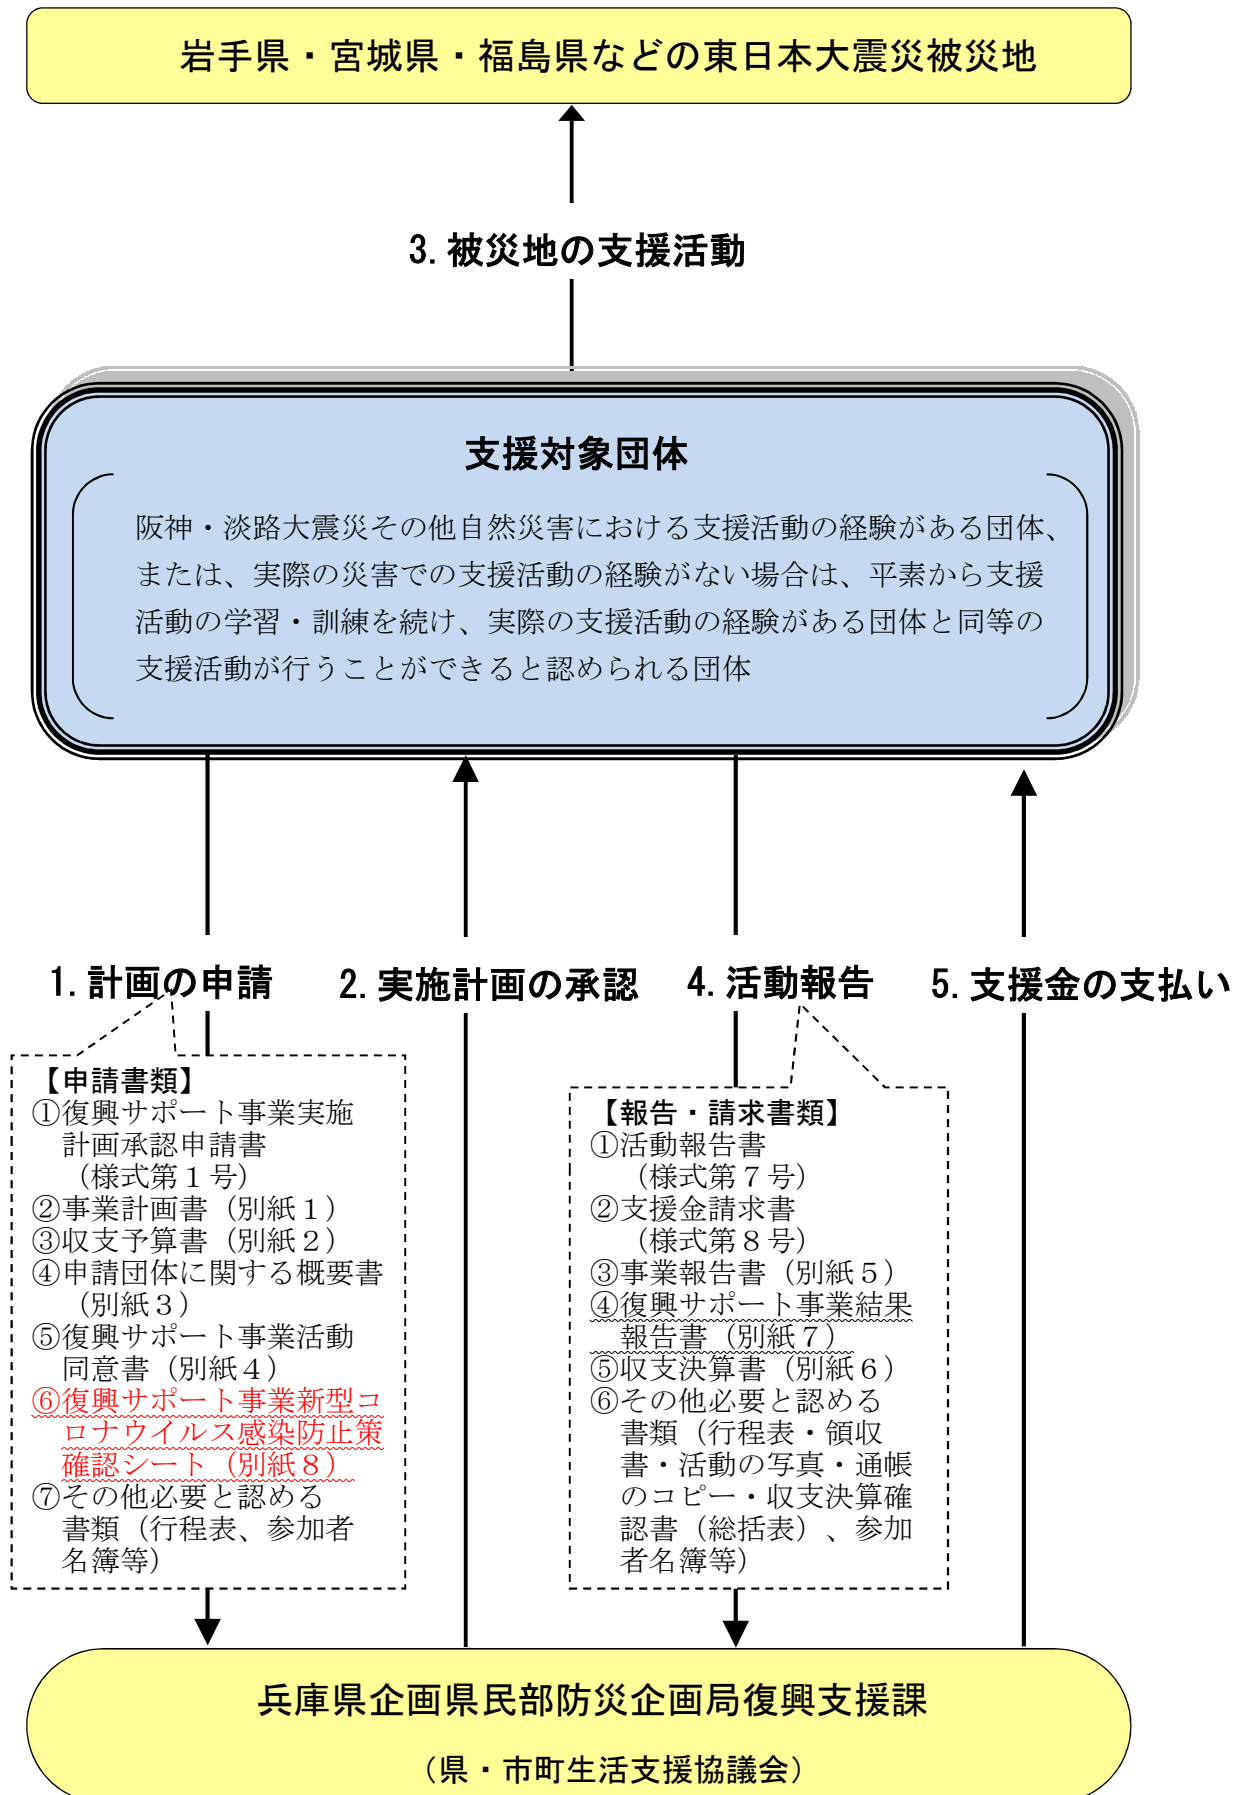 岩手県・宮城県・福島県などの東日本大震災被災地
3.被災地の支援活動
支援対象団体
阪神・淡路大震災その他自然災害における支援活動の経験がある団体、
または、実際の災害での支援活動の経験がない場合は、平素から支援
活動の学習・訓練を続け、実際の支援活動の経験がある団体と同等の
支援活動が行うことができると認められる団体
1.計画の申請
2.実施計画の承認
4.活動報告
5.支援金の支払い
【申請書類】
①復興サポート事業実施
計画承認申請書
（様式第１号）
②事業計画書（別紙１）
③収支予算書（別紙２）
④申請団体に関する概要書
（別紙３）
⑤復興サポート事業活動
同意書（別紙４）
⑥復興サポート事業新型コ
ロナウイルス感染防止策
確認シート（別紙８）
⑦その他必要と認める
書類（行程表、参加者
名簿等）
【報告・請求書類】
①活動報告書
（様式第７号）
②支援金請求書
（様式第８号）
③事業報告書（別紙５）
④復興サポート事業結果
報告書（別紙７）
⑤収支決算書（別紙６）
⑥その他必要と認める
書類（行程表・領収
書・活動の写真・通帳
のコピー・収支決算確
認書（総括表）、参加
者名簿等）
兵庫県企画県民部防災企画局復興支援課
（県・市町生活支援協議会）